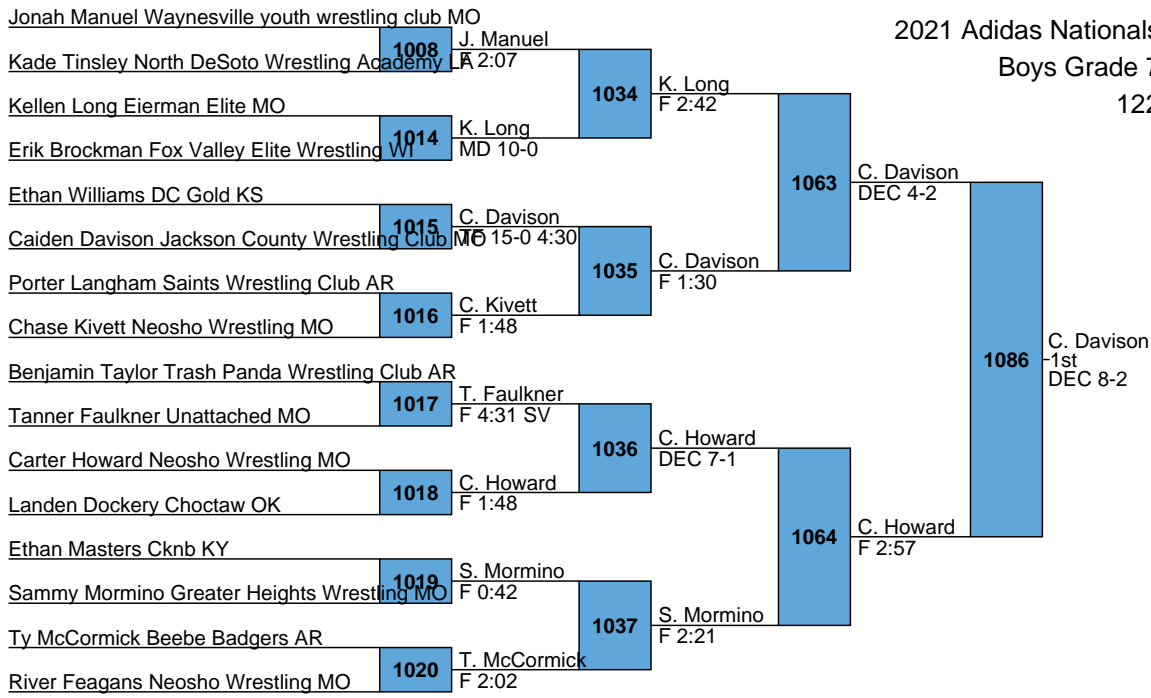 Jonah Manuel Waynesville youth wrestling club MO
2021 Adidas Nationals
1008
J. Manuel
F 2:07
Kade Tinsley North DeSoto Wrestling Academy LA
Boys Grade 7
122
Kellen Long Eierman Elite MO
1034
K. Long
F 2:42
1014
K. Long
MD 10-0
Erik Brockman Fox Valley Elite Wrestling WI
1063
C. Davison
DEC 4-2
Ethan Williams DC Gold KS
1015
C. Davison
TF 15-0 4:30
Caiden Davison Jackson County Wrestling Club MO
1035
C. Davison
F 1:30
Porter Langham Saints Wrestling Club AR
1016
C. Kivett
F 1:48
Chase Kivett Neosho Wrestling MO
1086
C. Davison
1st
DEC 8-2
Benjamin Taylor Trash Panda Wrestling Club AR
1017
T. Faulkner
F 4:31 SV
Tanner Faulkner Unattached MO
1036
C. Howard
DEC 7-1
Carter Howard Neosho Wrestling MO
1018
C. Howard
F 1:48
Landen Dockery Choctaw OK
1064
C. Howard
F 2:57
Ethan Masters Cknb KY
1019
S. Mormino
F 0:42
Sammy Mormino Greater Heights Wrestling MO
1037
S. Mormino
F 2:21
Ty McCormick Beebe Badgers AR
1020
T. McCormick
F 2:02
River Feagans Neosho Wrestling MO